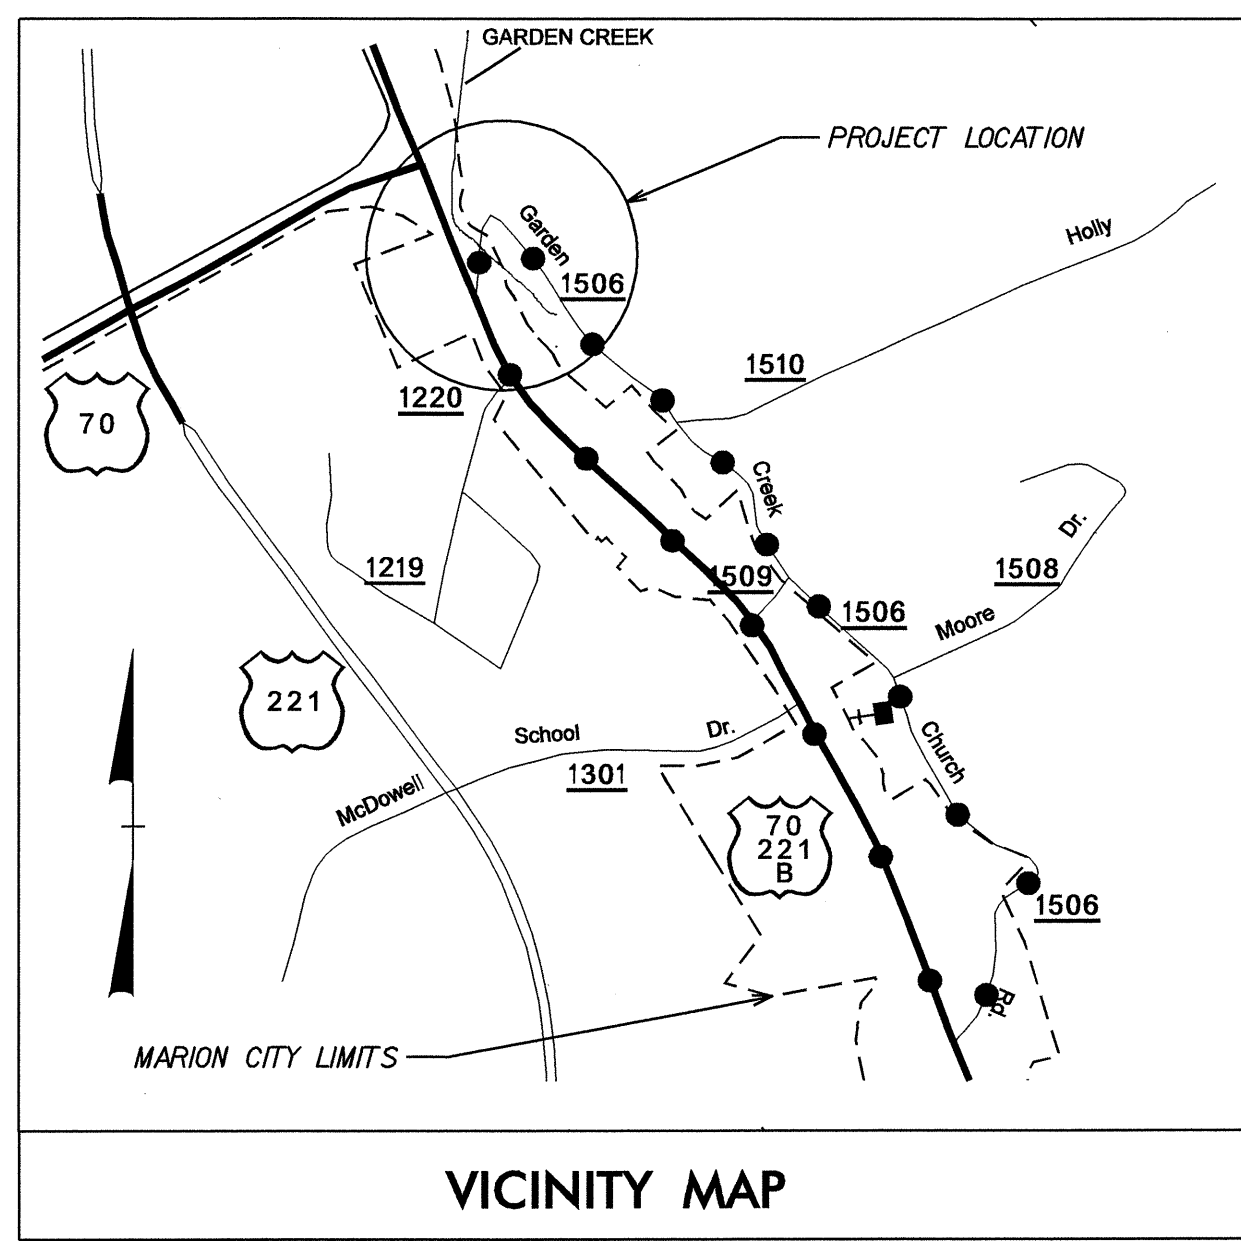 GARDEN CREEK
PROJECT LOCATION
Garden
Holly
1506
1510
1220
70
Creek
Dr.
1219
1509
1508
1506
Moore
221
School
Dr.
1301
McDowell
Church
70
221
B
1506
Rd.
MARION CITY LIMITS
VICINITY MAP